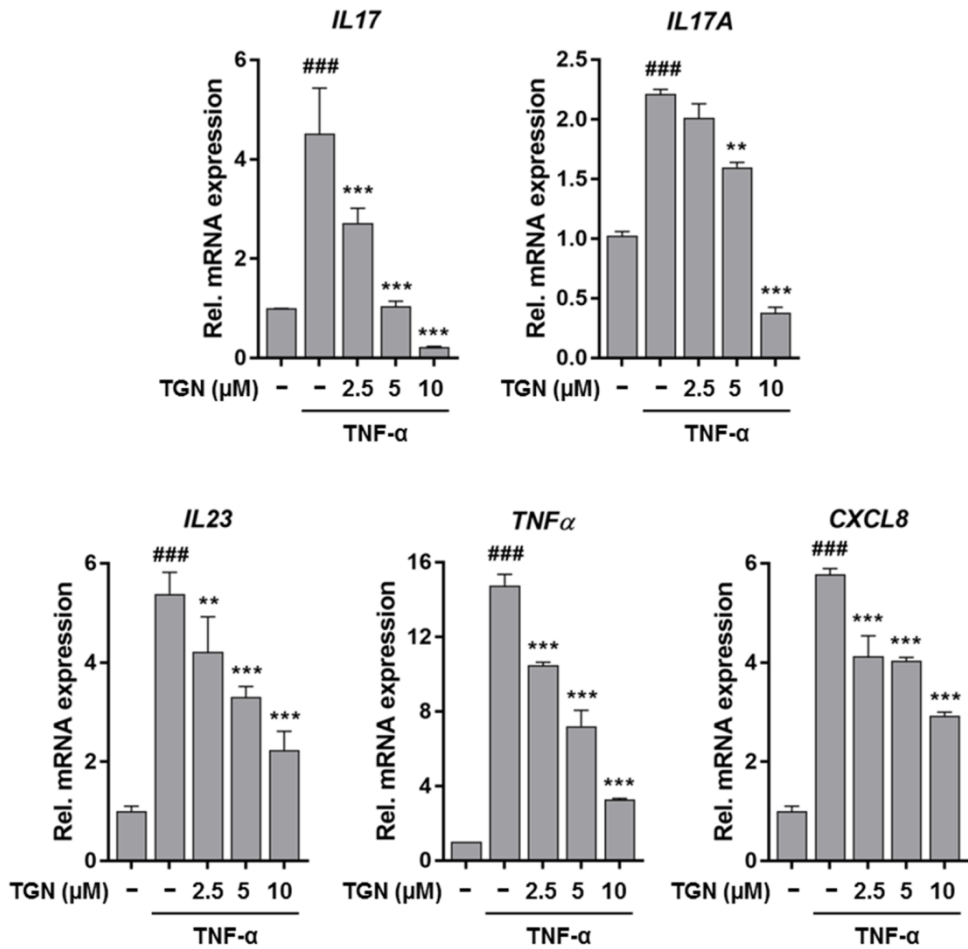 IL17
Rel. mRNA expression
6
4
2
0
###
***
***
***
TGN (μM) – – 2.5 5 10
TNF-α
IL17A
Rel. mRNA expression
2.5
2.0
1.5
1.0
0.5
0.0
###
**
***
TGN (μM) – – 2.5 5 10
TNF-α
IL23
Rel. mRNA expression
6
4
2
0
###
**
***
***
TGN (μM) – – 2.5 5 10
TNF-α
TNFα
Rel. mRNA expression
16
12
8
4
0
###
***
***
***
TGN (μM) – – 2.5 5 10
TNF-α
CXCL8
Rel. mRNA expression
6
4
2
0
###
***
***
***
TGN (μM) – – 2.5 5 10
TNF-α